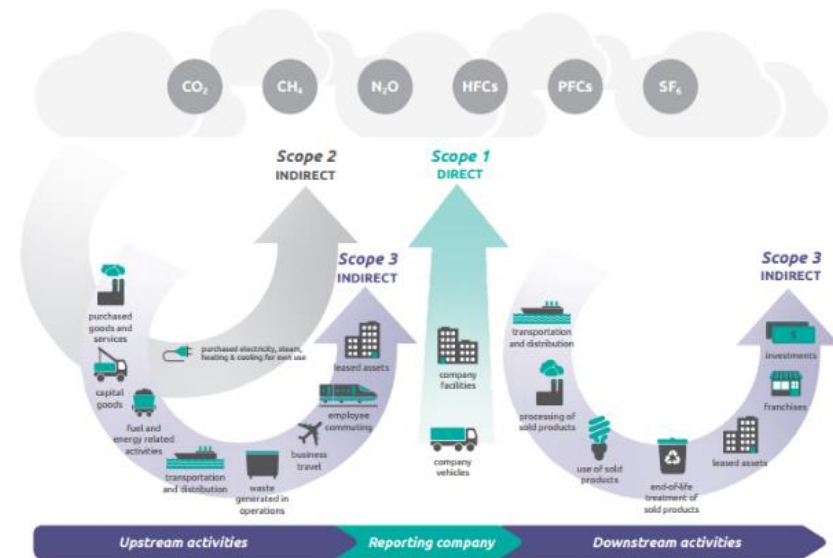 CO₂
CH₄
N₂O
HFCs
PFCs
SF₆
Scope 2
INDIRECT
Scope 1
DIRECT
Scope 3
INDIRECT
Scope 3
INDIRECT
purchased
goods and
services
capital
goods
fuel and
energy related
activities
transportation
and distribution
waste
generated in
operations
business
travel
employee
commuting
leased assets
purchased electricity, steam,
heating & cooling for own use
company
facilities
company
vehicles
transportation
and distribution
processing of
sold products
use of sold
products
end-of-life
treatment of
sold products
leased assets
franchises
investments
$
Upstream activities
Reporting company
Downstream activities